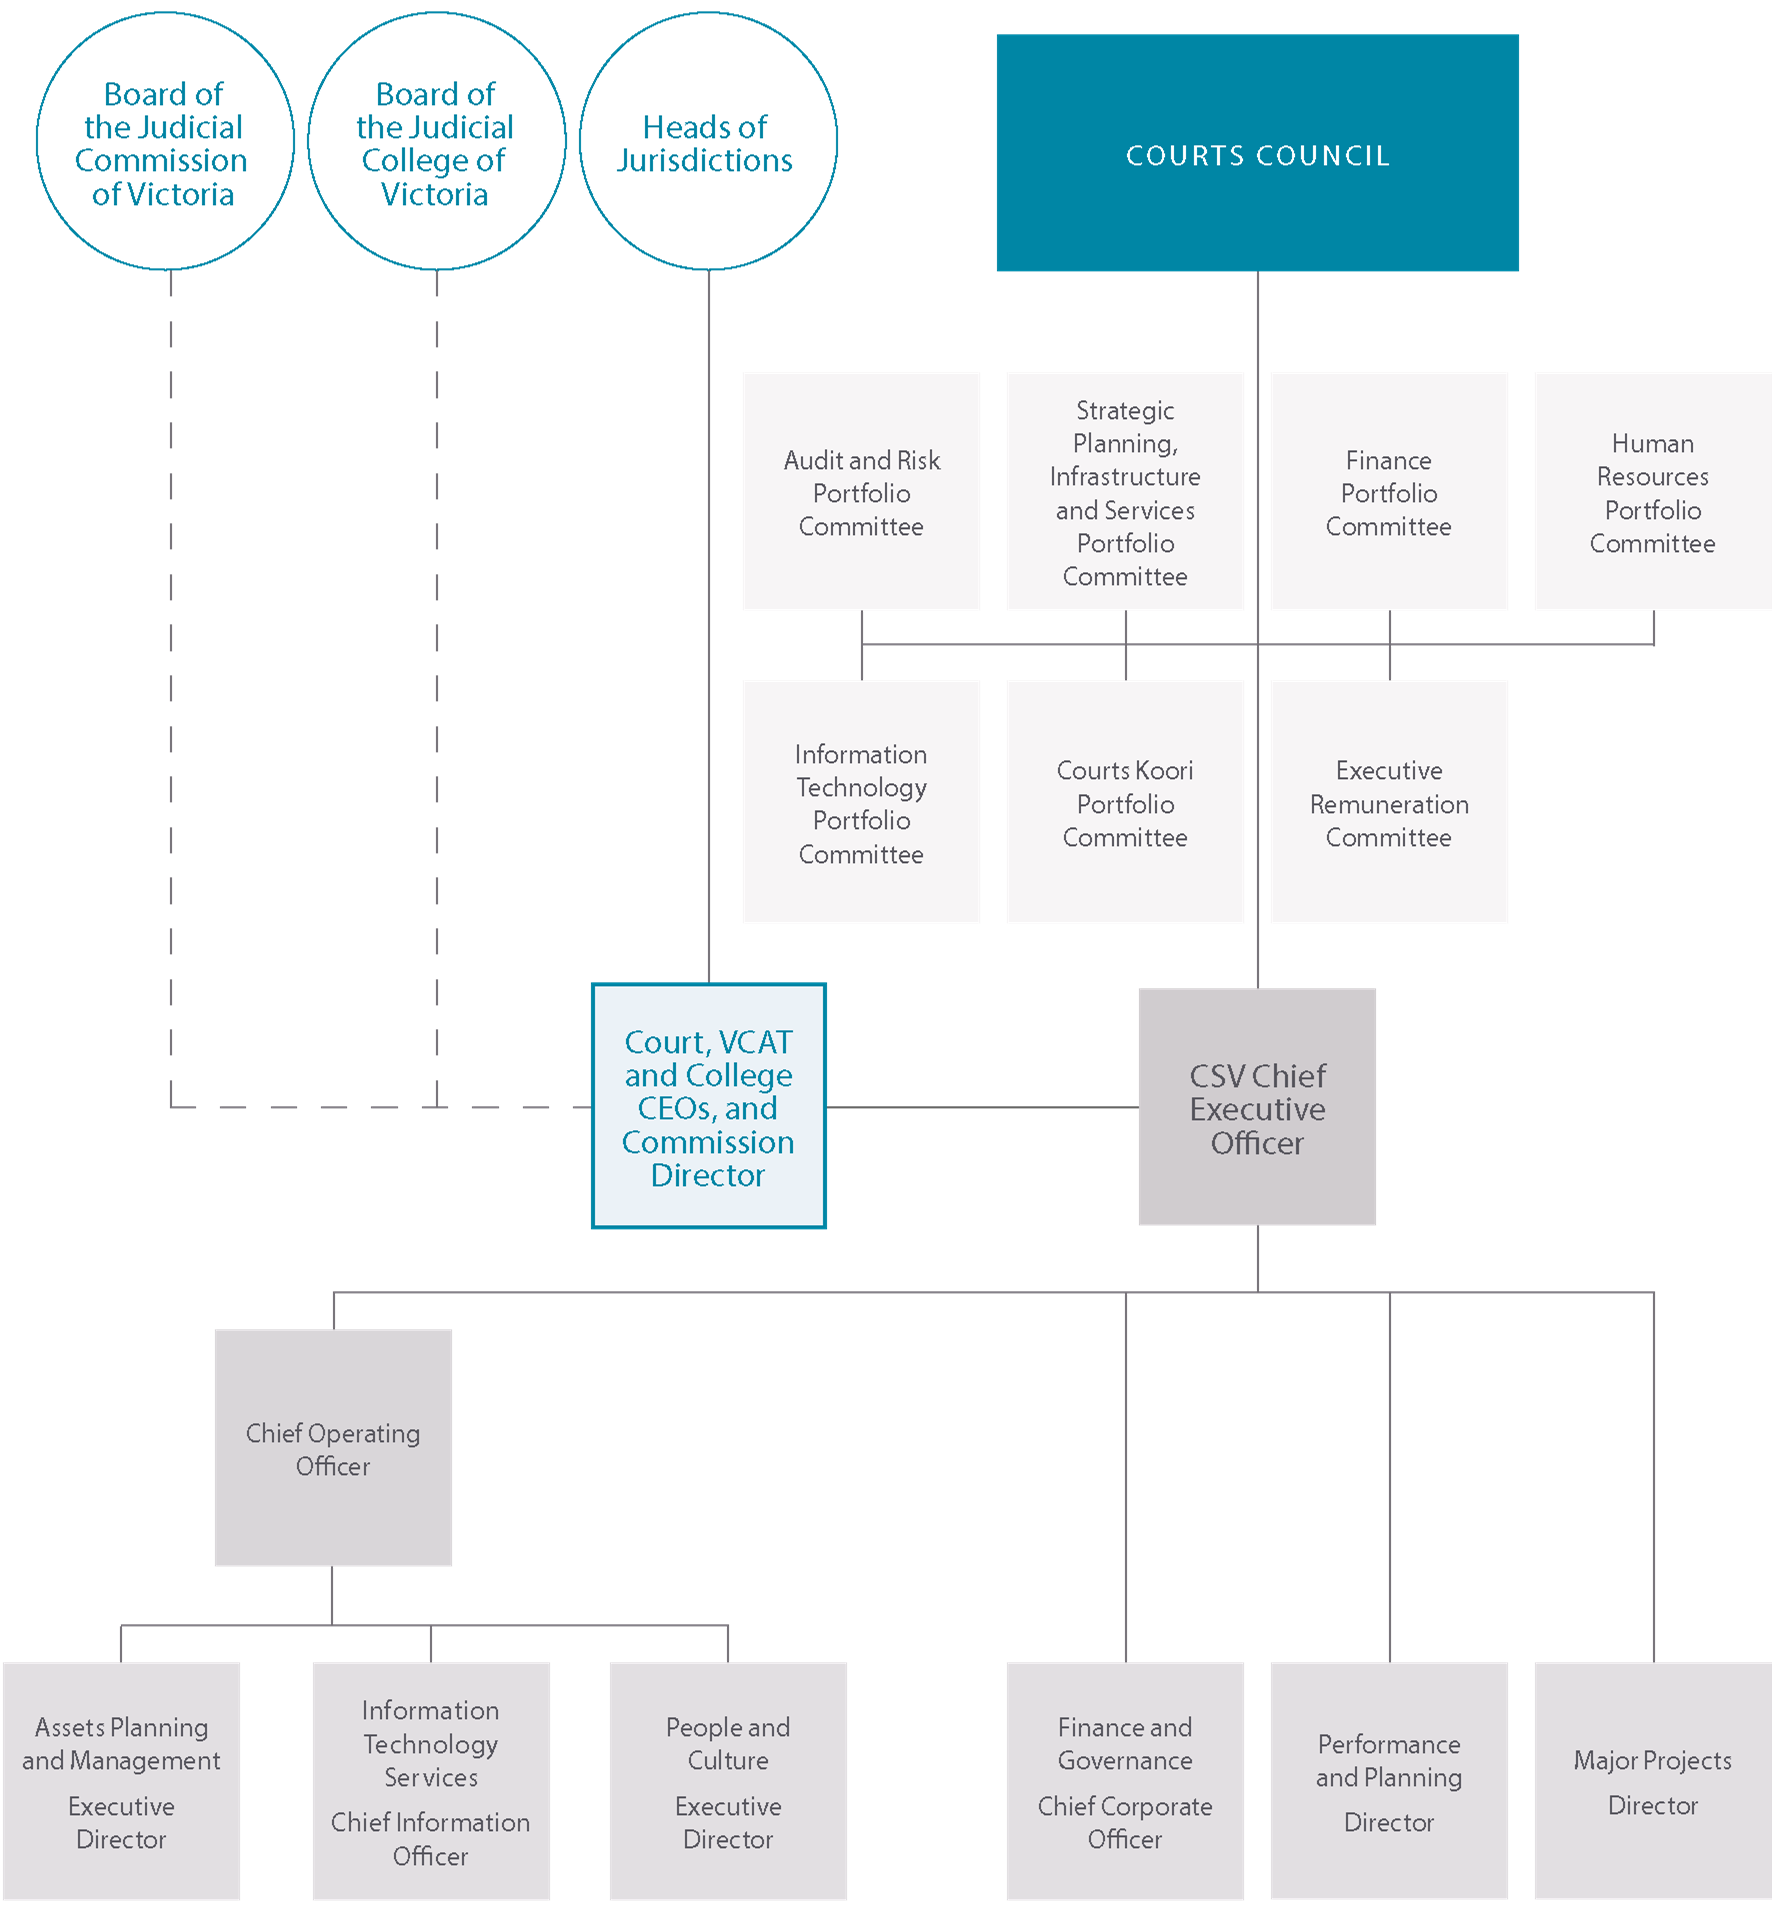 Board of
the Judicial
Commission
of Victoria
Board of
the Judicial
College of
Victoria
Heads of
Jurisdictions
COURTS COUNCIL
Audit and Risk
Portfolio
Committee
Strategic
Planning,
Infrastructure
and Services
Portfolio
Committee
Finance
Portfolio
Committee
Human
Resources
Portfolio
Committee
Information
Technology
Portfolio
Committee
Courts Koori
Portfolio
Committee
Executive
Remuneration
Committee
Court, VCAT
and College
CEOs, and
Commission
Director
CSV Chief
Executive
Officer
Chief Operating
Officer
Assets Planning
and Management
Executive
Director
Information
Technology
Services
Chief Information
Officer
People and
Culture
Executive
Director
Finance and
Governance
Chief Corporate
Officer
Performance
and Planning
Director
Major Projects
Director